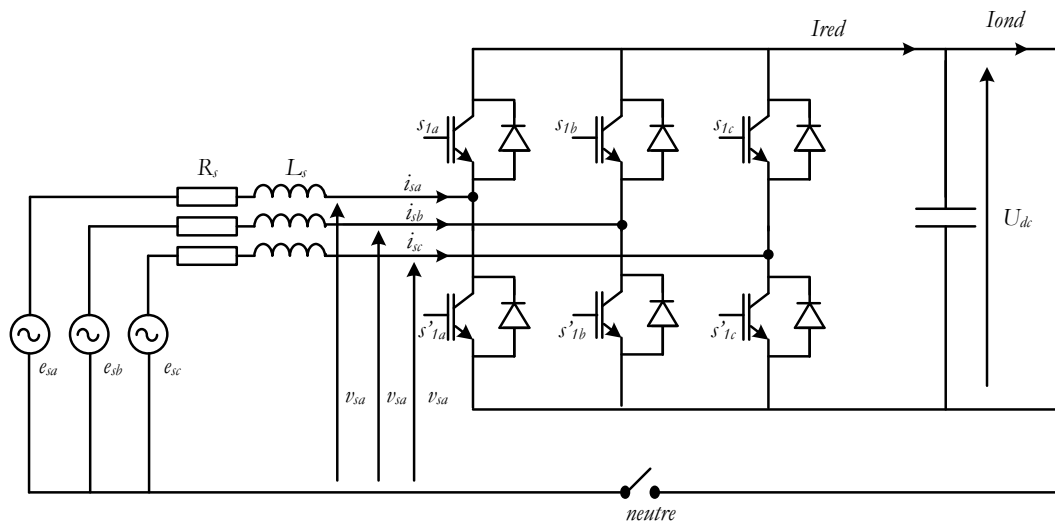 Ired
Iond
s1a
s1b
s1c
Rs
Ls
isa
isb
isc
Udc
s'1a
s'1b
s'1c
esa
esb
esc
vsa
vsa
vsa
neutre